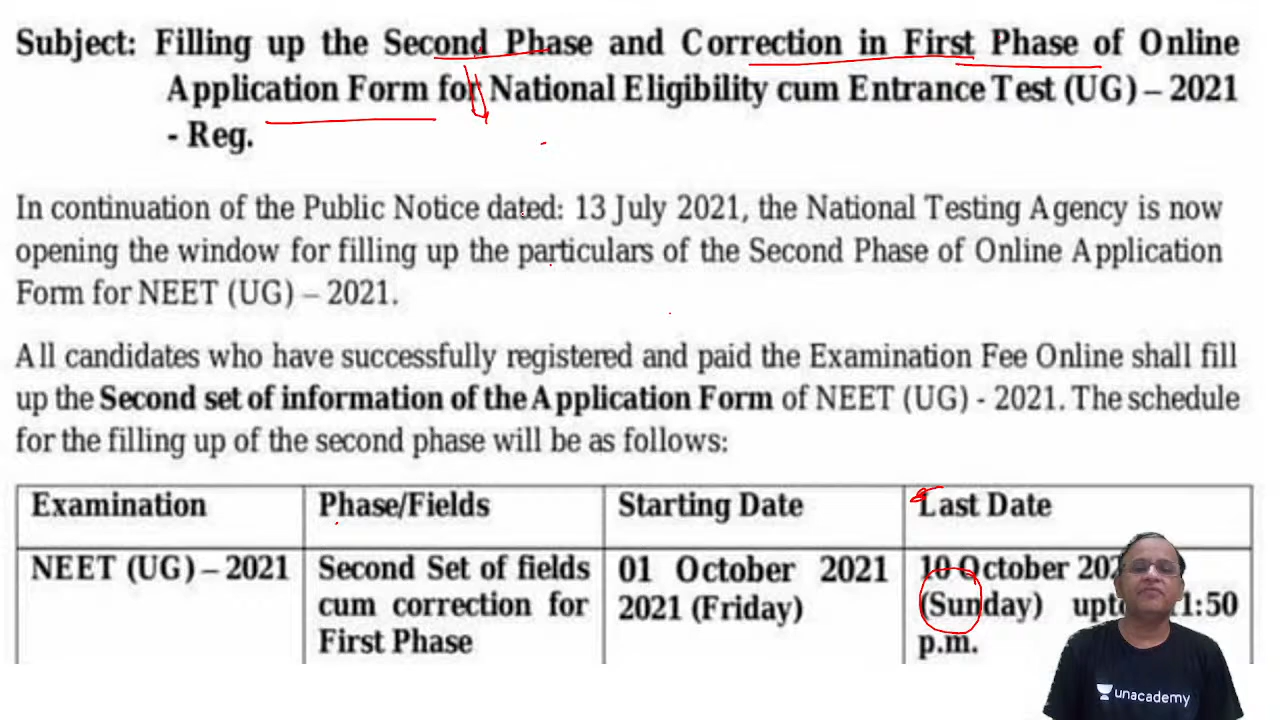 Subject: Filling up the Second Phase and Correction in First Phase of Online
Application Form for National Eligibility cum Entrance Test (UG) – 2021
- Reg.
In continuation of the Public Notice dated: 13 July 2021, the National Testing Agency is now
opening the window for filling up the particulars of the Second Phase of Online Application
Form for NEET (UG) – 2021.
All candidates who have successfully registered and paid the Examination Fee Online shall fill
up the Second set of information of the Application Form of NEET (UG) - 2021. The schedule
for the filling up of the second phase will be as follows:
Examination Phase/Fields Starting Date Last Date
NEET (UG) – 2021
Second Set of fields
cum correction for
First Phase
01 October 2021
2021 (Friday)
10 October
(Sunday) 1:50
p.m.
unacademy